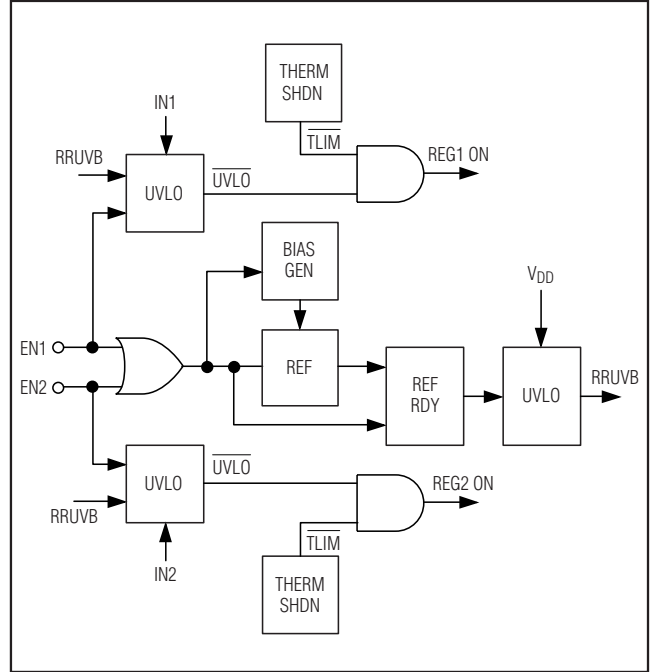 THERM
SHDN
IN1
TLIM
REG1 ON
RRUVB
UVLO
UVLO
BIAS
GEN
VDD
EN1
REF
REF
RDY
UVLO
RRUVB
EN2
UVLO
UVLO
REG2 ON
RRUVB
TLIM
IN2
THERM
SHDN